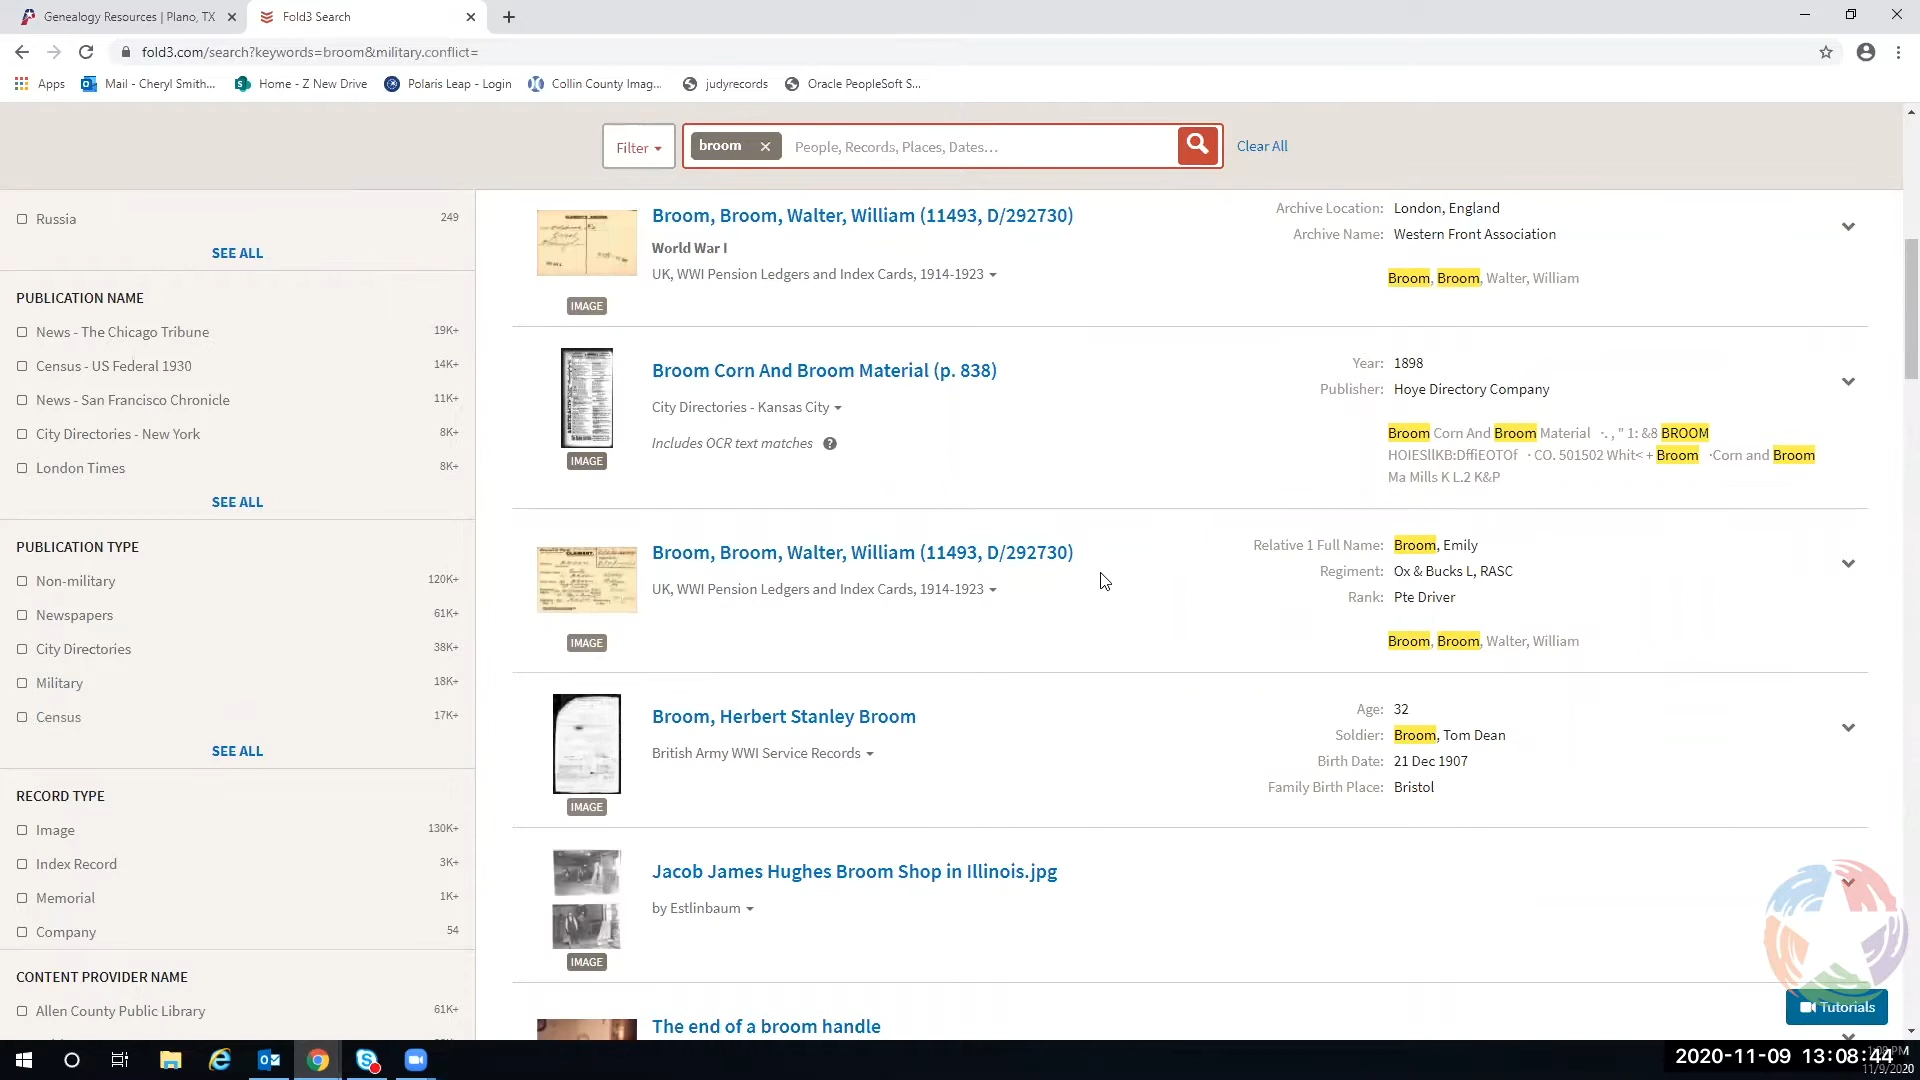 Genealogy Resources | Plano, TX
Fold3 Search
fold3.com/search?keywords=broom&military.conflict=
Apps
Mail - Cheryl Smith...
Home - Z New Drive
Polaris Leap - Login
Collin County Imag...
judyrecords
Oracle PeopleSoft S...
Filter
broom
People, Records, Places, Dates...
Clear All
Russia 249
SEE ALL
PUBLICATION NAME
News - The Chicago Tribune 19K+
Census - US Federal 1930 14K+
News - San Francisco Chronicle 11K+
City Directories - New York 8K+
London Times 8K+
SEE ALL
PUBLICATION TYPE
Non-military 120K+
Newspapers 61K+
City Directories 38K+
Military 18K+
Census 17K+
SEE ALL
RECORD TYPE
Image 130K+
Index Record 3K+
Memorial 1K+
Company 54
CONTENT PROVIDER NAME
Allen County Public Library 61K+
Broom, Broom, Walter, William (11493, D/292730)
World War I
UK, WWI Pension Ledgers and Index Cards, 1914-1923
IMAGE
Archive Location: London, England
Archive Name: Western Front Association
Broom, Broom, Walter, William
Broom Corn And Broom Material (p. 838)
City Directories - Kansas City
Includes OCR text matches ?
IMAGE
Year: 1898
Publisher: Hoye Directory Company
Broom Corn And Broom Material ·. , " 1: &8 BROOM
HOIESllKB:DffiEOTOf · CO. 501502 Whit< + Broom ·Corn and Broom
Ma Mills K L.2 K&P
Broom, Broom, Walter, William (11493, D/292730)
UK, WWI Pension Ledgers and Index Cards, 1914-1923
IMAGE
Relative 1 Full Name: Broom, Emily
Regiment: Ox & Bucks L, RASC
Rank: Pte Driver
Broom, Broom, Walter, William
Broom, Herbert Stanley Broom
British Army WWI Service Records
IMAGE
Age: 32
Soldier: Broom, Tom Dean
Birth Date: 21 Dec 1907
Family Birth Place: Bristol
Jacob James Hughes Broom Shop in Illinois.jpg
by Estlinbaum
IMAGE
The end of a broom handle
Tutorials
2020-11-09 13:08:44
11/9/2020